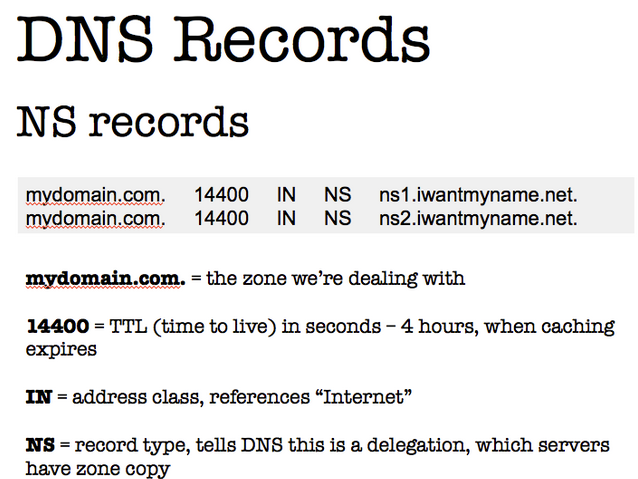 DNS Records
NS records
mydomain.com. 14400 IN NS ns1.iwantmyname.net.
mydomain.com. 14400 IN NS ns2.iwantmyname.net.
mydomain.com. = the zone we’re dealing with
14400 = TTL (time to live) in seconds – 4 hours, when caching
expires
IN = address class, references “Internet”
NS = record type, tells DNS this is a delegation, which servers
have zone copy